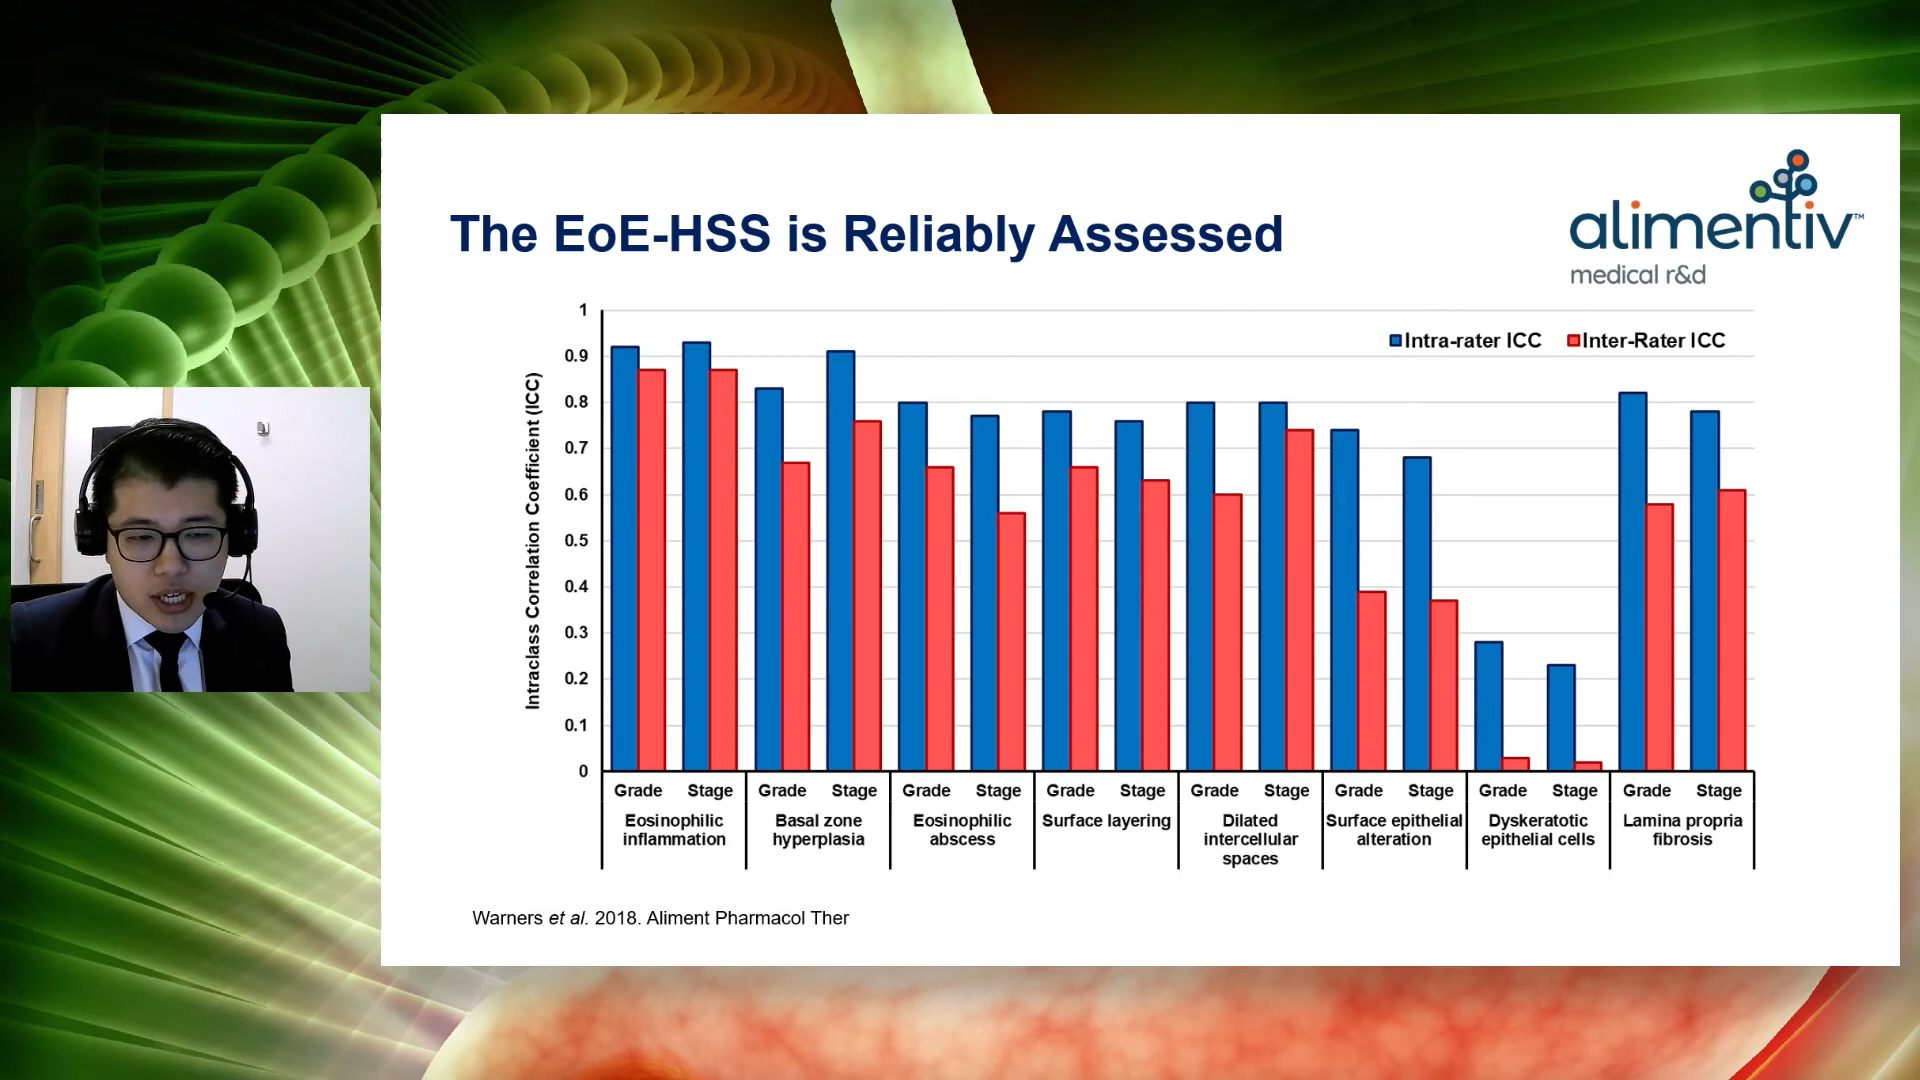 The EoE-HSS is Reliably Assessed
alimentiv™
medical r&d
Intraclass Correlation Coefficient (ICC)
1
0.9
0.8
0.7
0.6
0.5
0.4
0.3
0.2
0.1
0
Intra-rater ICC Inter-Rater ICC
Grade Stage Grade Stage Grade Stage Grade Stage Grade Stage Grade Stage Grade Stage Grade Stage
Eosinophilic
inflammation
Basal zone
hyperplasia
Eosinophilic
abscess
Surface layering
Dilated
intercellular
spaces
Surface epithelial
alteration
Dyskeratotic
epithelial cells
Lamina propria
fibrosis
Warners et al. 2018. Aliment Pharmacol Ther